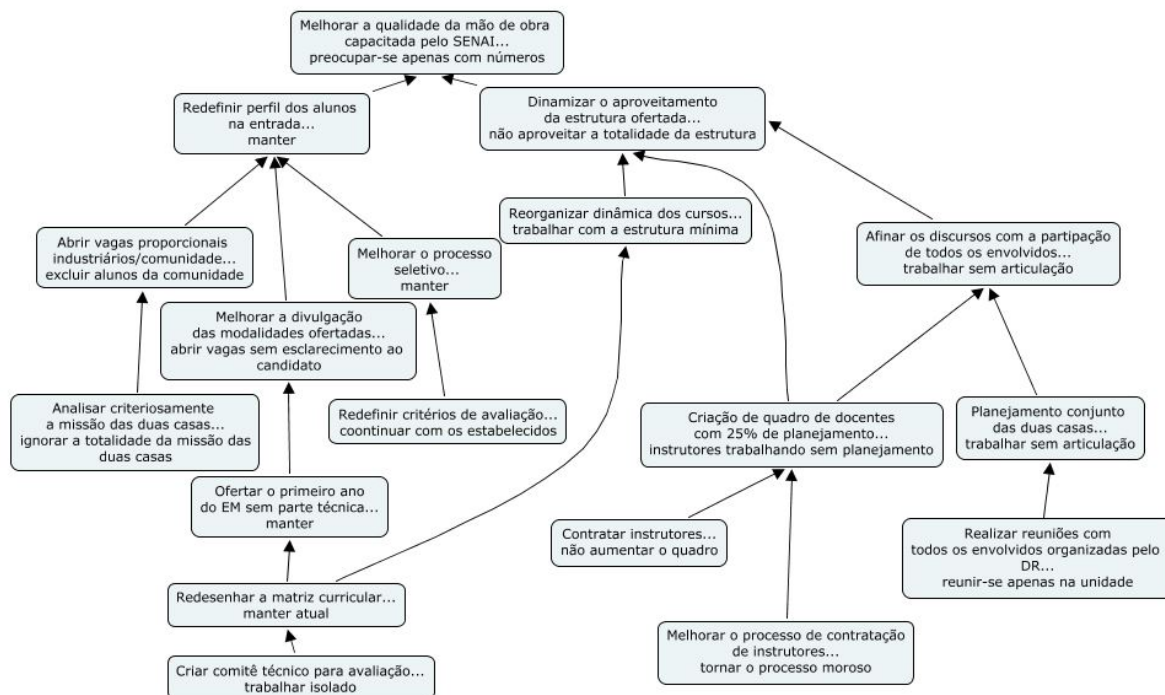 Melhorar a qualidade da mão de obra
capacitada pelo SENAI...
preocupar-se apenas com números
Redefinir perfil dos alunos
na entrada...
manter
Dinamizar o aproveitamento
da estrutura ofertada...
não aproveitar a totalidade da estrutura
Reorganizar dinâmica dos cursos...
trabalhar com a estrutura mínima
Abrir vagas proporcionais
industriários/comunidade...
excluir alunos da comunidade
Melhorar o processo
seletivo...
manter
Afinar os discursos com a partipação
de todos os envolvidos...
trabalhar sem articulação
Melhorar a divulgação
das modalidades ofertadas...
abrir vagas sem esclarecimento ao
candidato
Analisar criteriosamente
a missão das duas casas...
ignorar a totalidade da missão das
duas casas
Redefinir critérios de avaliação...
coontinuar com os estabelecidos
Criação de quadro de docentes
com 25% de planejamento...
instrutores trabalhando sem planejamento
Planejamento conjunto
das duas casas...
trabalhar sem articulação
Ofertar o primeiro ano
do EM sem parte técnica...
manter
Contratar instrutores...
não aumentar o quadro
Realizar reuniões com
todos os envolvidos organizadas pelo
DR...
reunir-se apenas na unidade
Redesenhar a matriz curricular...
manter atual
Melhorar o processo de contratação
de instrutores...
tornar o processo moroso
Criar comitê técnico para avaliação...
trabalhar isolado